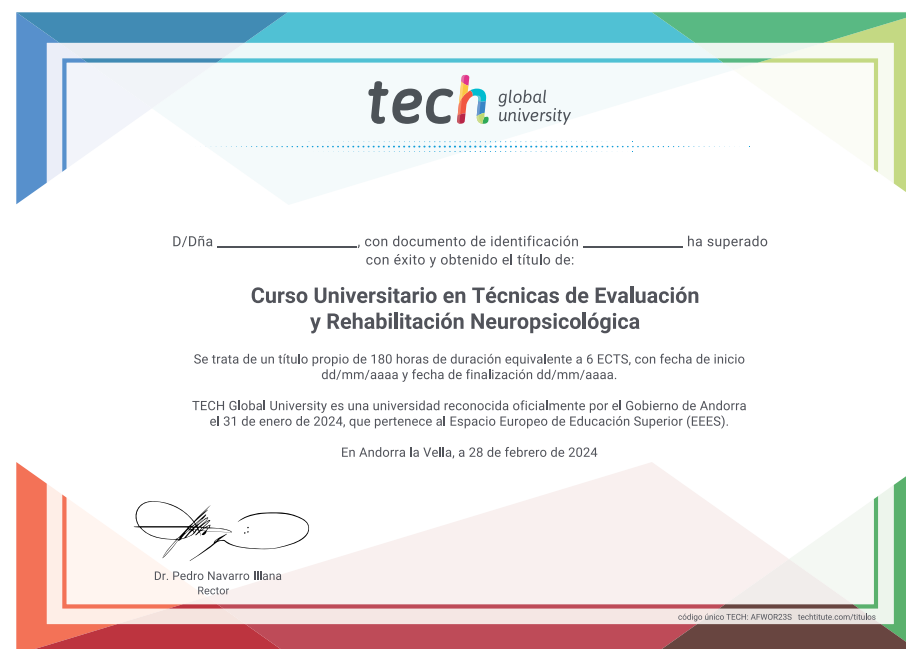 tech global university
D/Dña ____________________, con documento de identificación ______________ ha superado
con éxito y obtenido el título de:
Curso Universitario en Técnicas de Evaluación
y Rehabilitación Neuropsicológica
Se trata de un título propio de 180 horas de duración equivalente a 6 ECTS, con fecha de inicio
dd/mm/aaaa y fecha de finalización dd/mm/aaaa.
TECH Global University es una universidad reconocida oficialmente por el Gobierno de Andorra
el 31 de enero de 2024, que pertenece al Espacio Europeo de Educación Superior (EEES).
En Andorra la Vella, a 28 de febrero de 2024
Dr. Pedro Navarro Illana
Rector
código único TECH: AFWOR23S techtitute.com/titulos